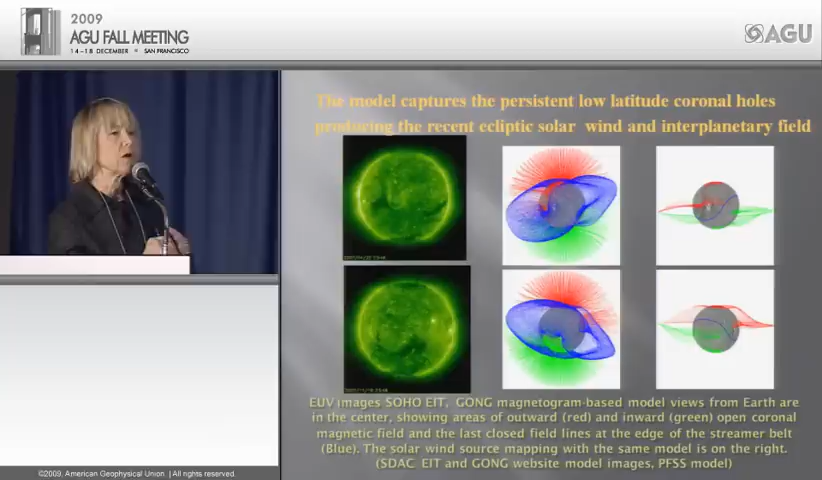 2009
AGU FALL MEETING
14–18 DECEMBER • SAN FRANCISCO
AGU
The model captures the persistent low latitude coronal holes
producing the recent ecliptic solar wind and interplanetary field
EUV images SOHO EIT, GONG magnetogram-based model views from Earth are
in the center, showing areas of outward (red) and inward (green) open coronal
magnetic field and the last closed field lines at the edge of the streamer belt
(Blue). The solar wind source mapping with the same model is on the right.
(SDAC EIT and GONG website model images, PFSS model)
©2009. American Geophysical Union. | All rights reserved.